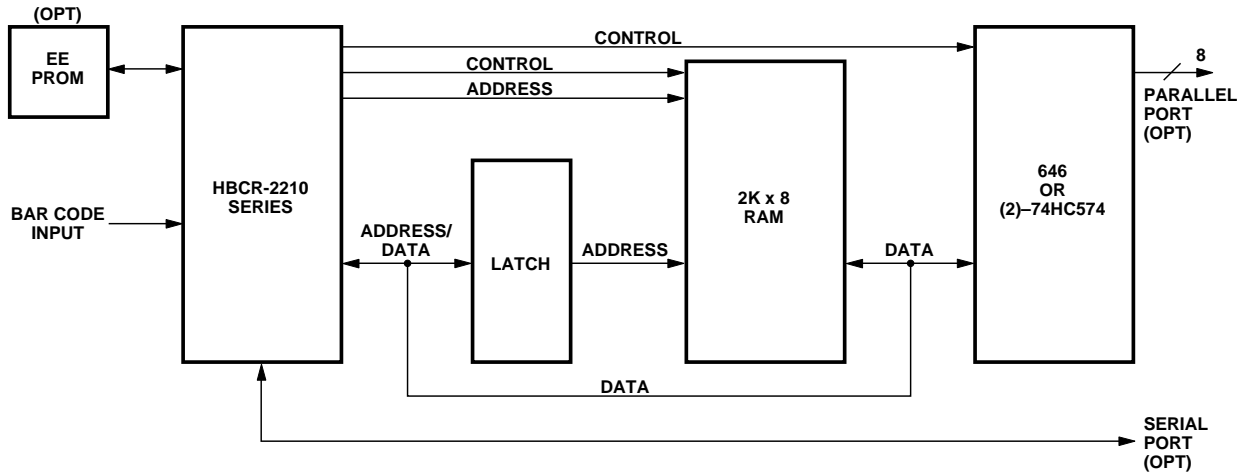 (OPT)
EE
PROM
BAR CODE
INPUT
HBCR-2210
SERIES
CONTROL
CONTROL
ADDRESS
ADDRESS/
DATA
LATCH
ADDRESS
2K x 8
RAM
DATA
DATA
646
OR
(2)–74HC574
8
PARALLEL
PORT
(OPT)
SERIAL
PORT
(OPT)